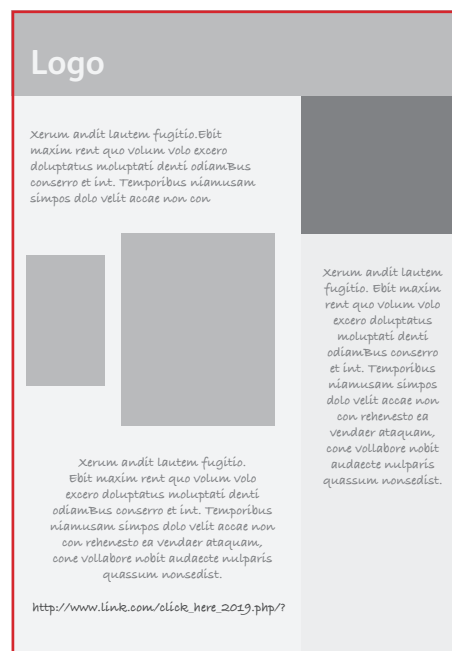 Logo
Xerum andit lautem fugitio.Ebit
maxim rent quo volum volo excero
doluptatus moluptati denti odiamBus
conserro et int. Temporibus niamusam
simpos dolo velit accae non con
Xerum andit lautem fugitio.
Ebit maxim rent quo volum volo
excero doluptatus moluptati denti
odiamBus conserro et int. Temporibus
niamusam simpos dolo velit accae non
con rehenesto ea vendaer ataquam,
cone vollabore nobit audaecte nulparis
quassum nonsedist.
http://www.link.com/click_here_2019.php/?
Xerum andit lautem
fugitio. Ebit maxim
rent quo volum volo
excero doluptatus
moluptati denti
odiamBus conserro
et int. Temporibus
niamusam simpos
dolo velit accae non
con rehenesto ea
vendaer ataquam,
cone vollabore nobit
audaecte nulparis
quassum nonsedist.